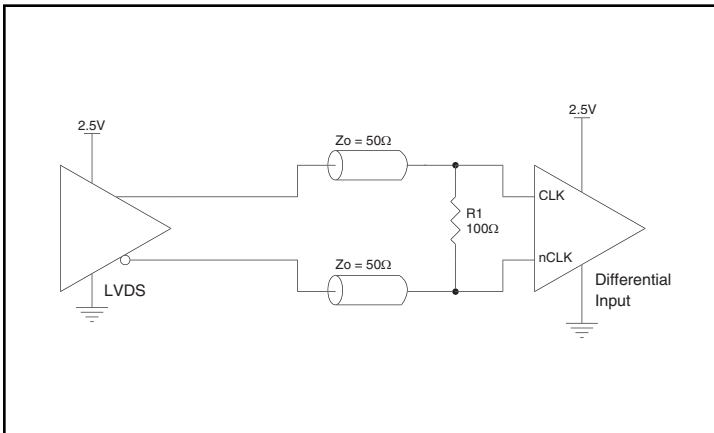 2.5V
LVDS
Zo = 50Ω
Zo = 50Ω
R1
100Ω
2.5V
CLK
nCLK
Differential
Input